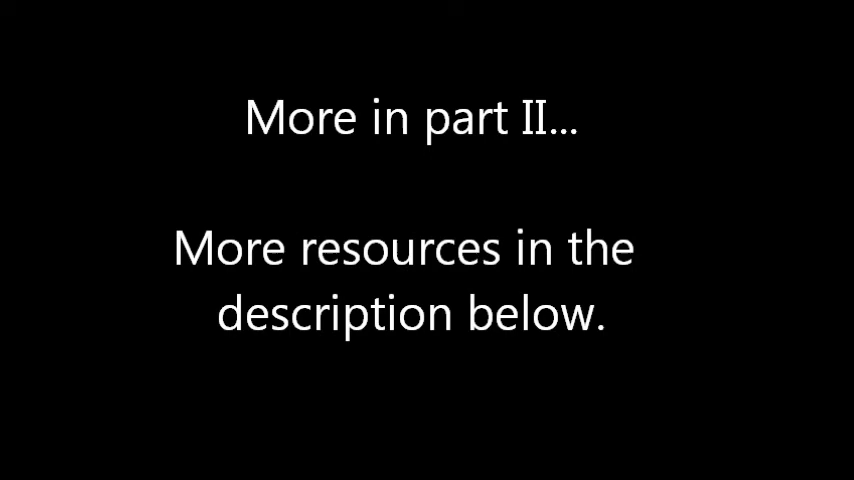 More in part II...
More resources in the
description below.